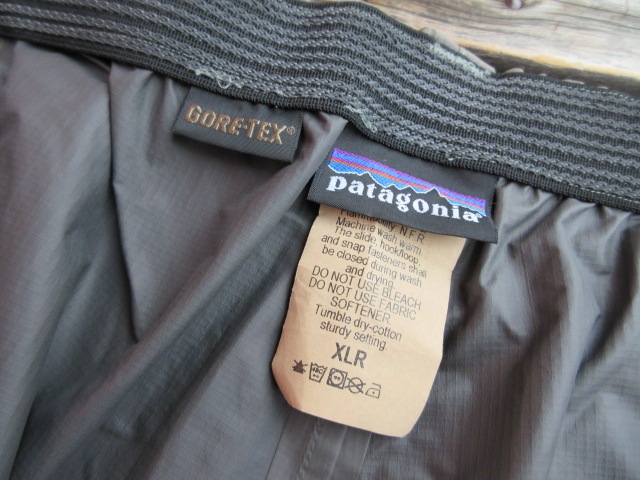 GORE-TEX®
patagonia®
Flammibility N.F.R.
Machine wash warm.
The slide, hook/loop,
and snap fasteners shall
be closed during wash
and drying.
DO NOT USE BLEACH
DO NOT USE FABRIC
SOFTENER.
Tumble dry-cotton
sturdy setting.
XLR